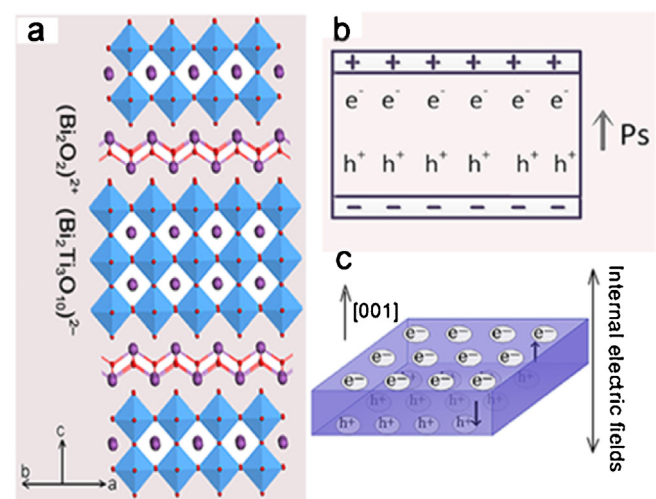 a
(Bi₂O₂)²⁺
(Bi₂Ti₃O₁₀)²⁻
c
b
a
b
+ + + + + +
e⁻ e⁻ e⁻ e⁻ e⁻ e⁻
h⁺ h⁺ h⁺ h⁺ h⁺ h⁺
− − − − − −
Ps
c
[001]
e− e− e− e−
e− e− e− e−
e− e− e− e−
h+ h+ h+
h+ h+ h+ h+
Internal electric fields